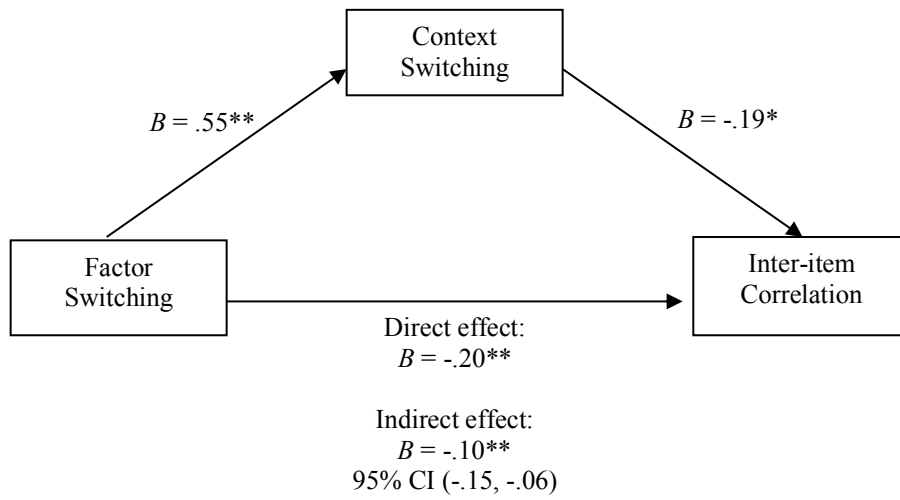 Context
Switching
B = .55**
B = -.19*
Factor
Switching
Inter-item
Correlation
Direct effect:
B = -.20**
Indirect effect:
B = -.10**
95% CI (-.15, -.06)